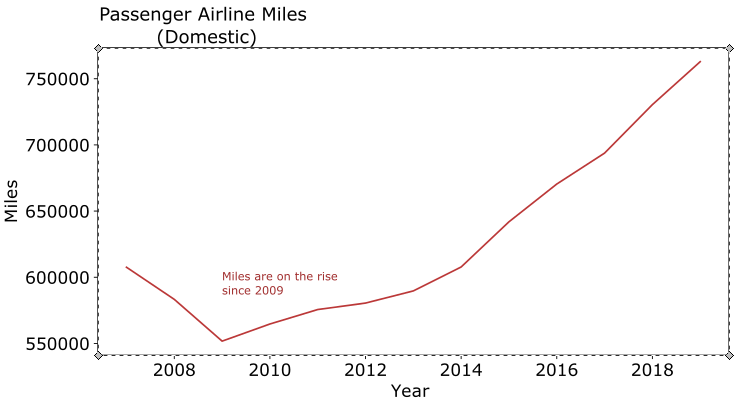 Passenger Airline Miles
(Domestic)
750000
700000
650000
600000
550000
Miles
Miles are on the rise
since 2009
2008 2010 2012 2014 2016 2018
Year